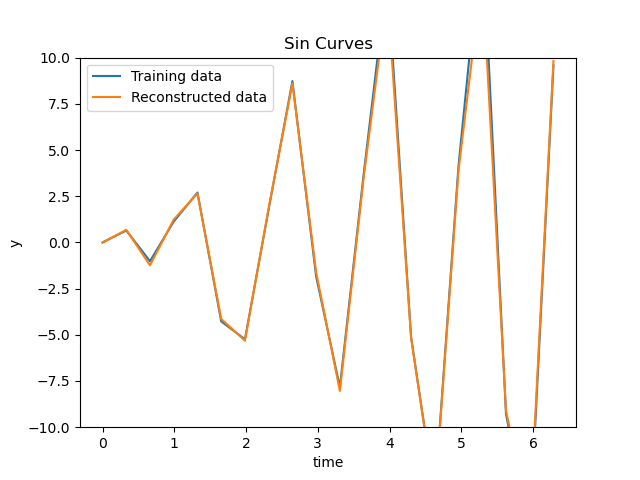 Sin Curves
Training data
Reconstructed data
10.0
7.5
5.0
2.5
0.0
−2.5
−5.0
−7.5
−10.0
y
0 1 2 3 4 5 6
time